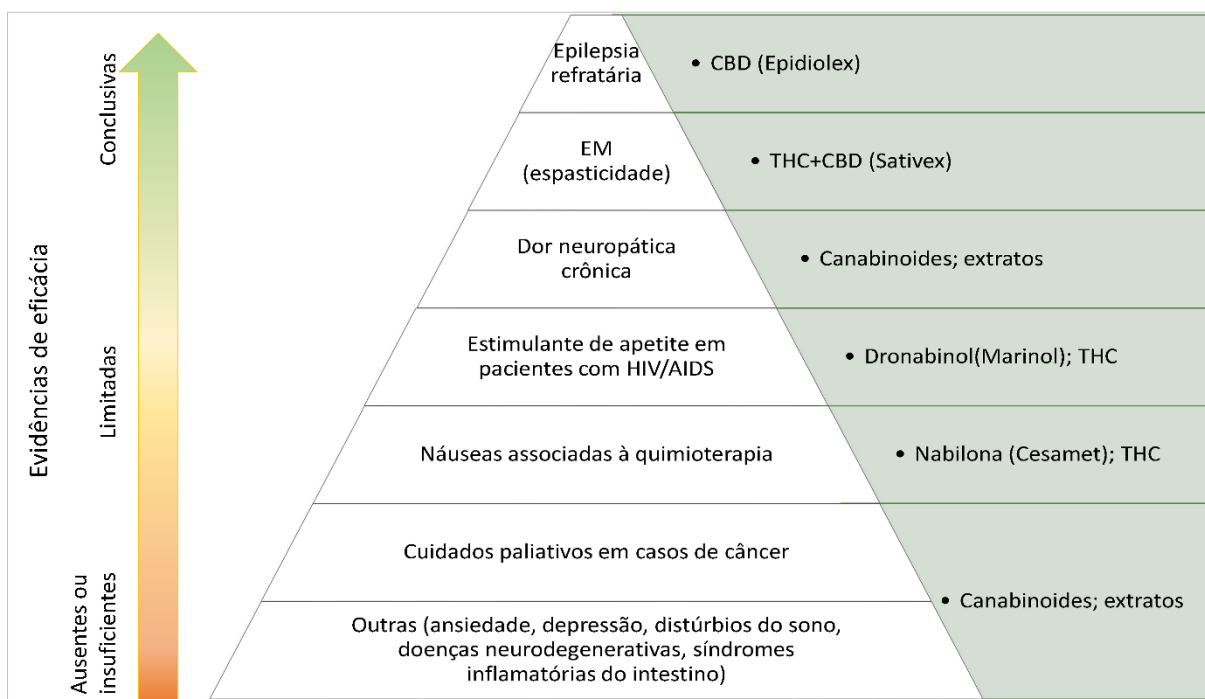 Evidências de eficácia
Conclusivas
Limitadas
Ausentes ou
insuficientes
Epilepsia
refratária
• CBD (Epidiolex)
EM
(espasticidade)
• THC+CBD (Sativex)
Dor neuropática
crônica
• Canabinoides; extratos
Estimulante de apetite em
pacientes com HIV/AIDS
• Dronabinol(Marinol); THC
Náuseas associadas à quimioterapia
• Nabilona (Cesamet); THC
Cuidados paliativos em casos de câncer
Outras (ansiedade, depressão, distúrbios do sono,
doenças neurodegenerativas, síndromes
inflamatórias do intestino)
• Canabinoides; extratos